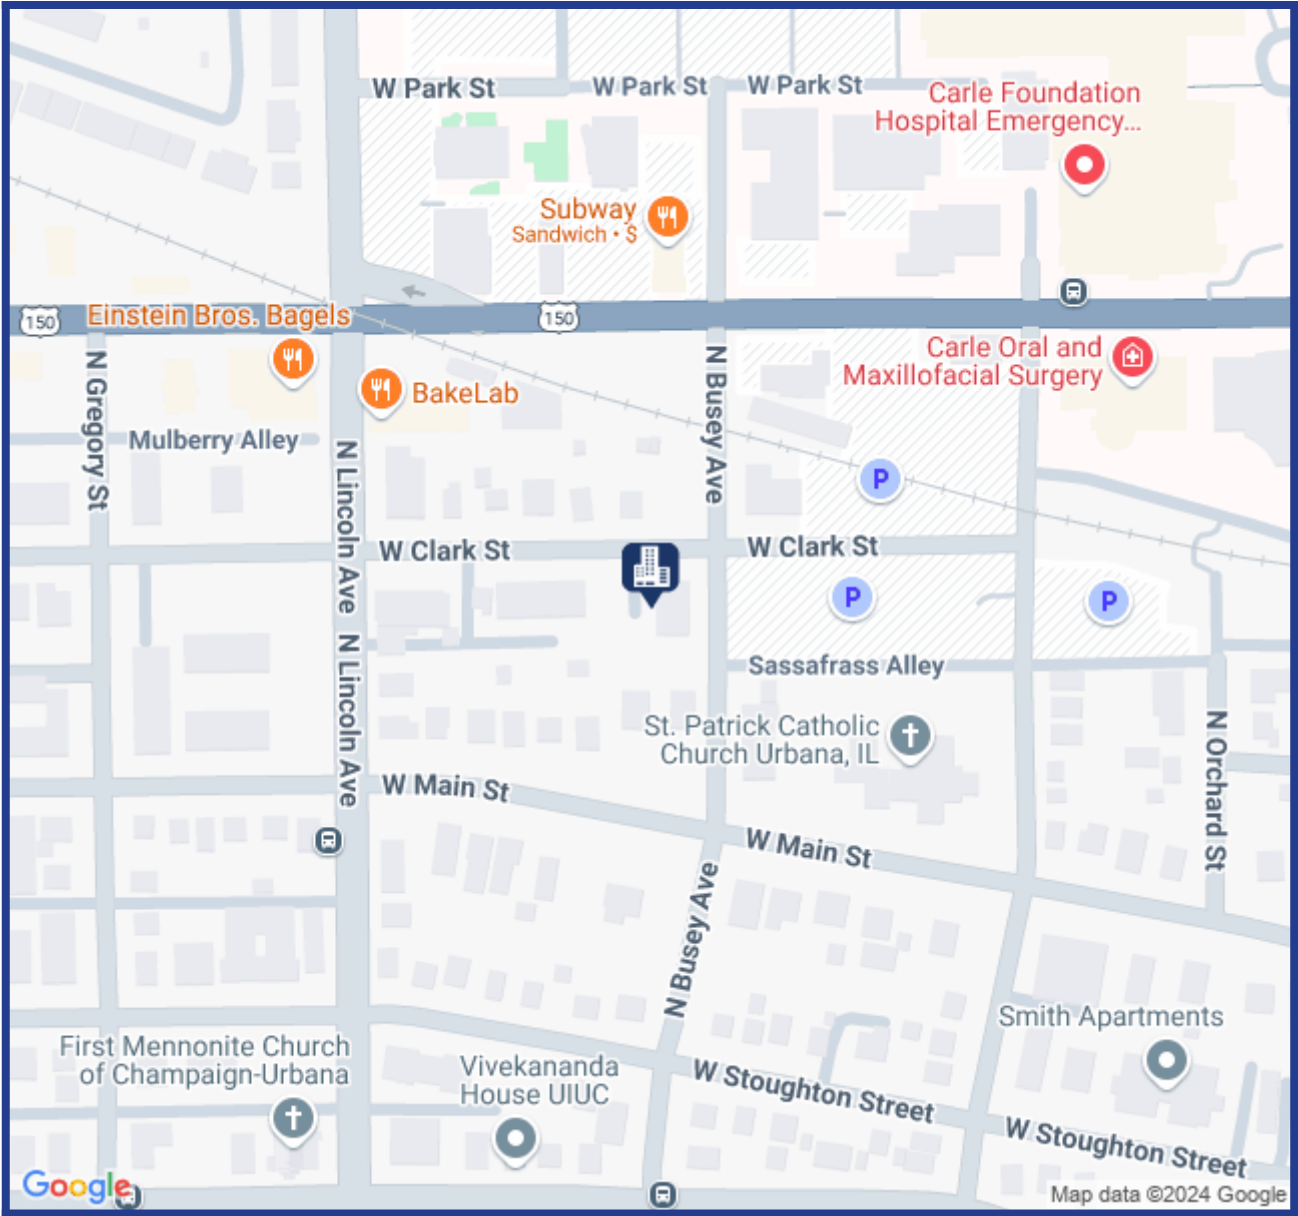 W Park St
W Park St
W Park St
Carle Foundation
Hospital Emergency...
Subway
Sandwich • $
150
Einstein Bros. Bagels
150
Carle Oral and
Maxillofacial Surgery
BakeLab
N Gregory St
Mulberry Alley
N Lincoln Ave
N Busey Ave
P
W Clark St
W Clark St
P
P
N Lincoln Ave
Sassafrass Alley
St. Patrick Catholic
Church Urbana, IL
N Orchard St
W Main St
W Main St
N Busey Ave
Smith Apartments
First Mennonite Church
of Champaign-Urbana
Vivekananda
House UIUC
W Stoughton Street
W Stoughton Street
Google
Map data ©2024 Google